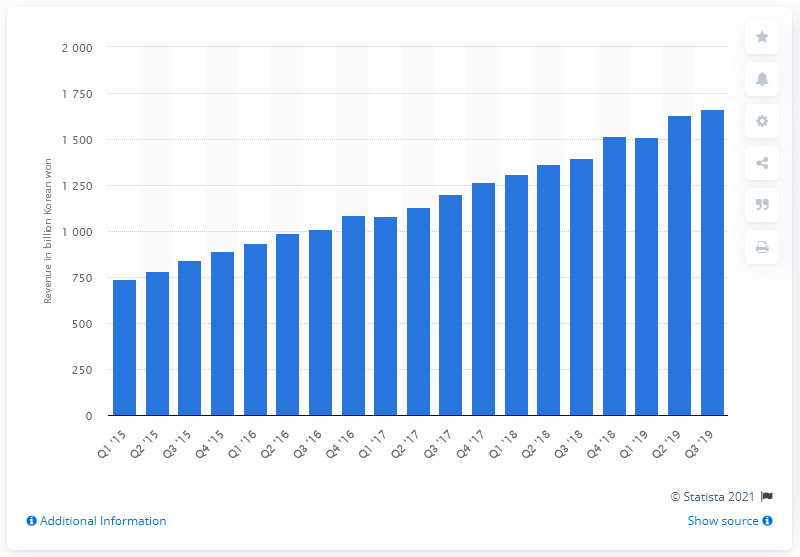 2 000
1 750
1 500
1 250
1 000
750
500
250
0
Revenue in billion Korean won
Q1 '15
Q2 '15
Q3 '15
Q4 '15
Q1 '16
Q2 '16
Q3 '16
Q4 '16
Q1 '17
Q2 '17
Q3 '17
Q4 '17
Q1 '18
Q2 '18
Q3 '18
Q4 '18
Q1 '19
Q2 '19
Q3 '19
© Statista 2021
Additional Information
Show source